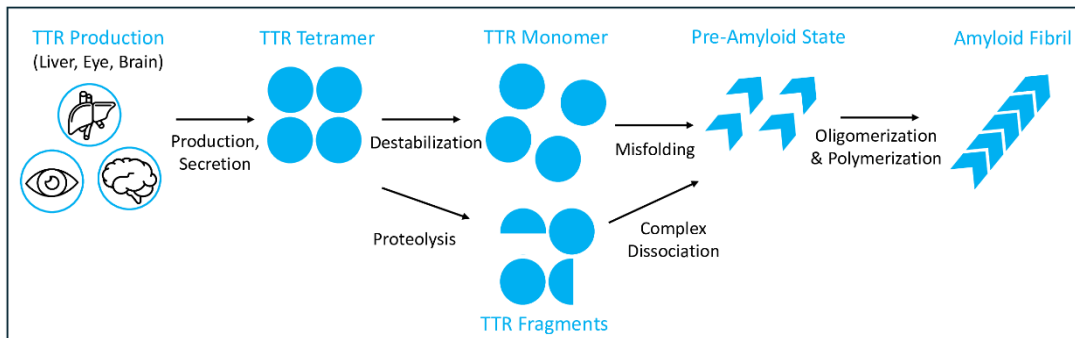 TTR Production
(Liver, Eye, Brain)
Production,
Secretion
TTR Tetramer
Destabilization
Proteolysis
TTR Monomer
TTR Fragments
Misfolding
Complex
Dissociation
Pre-Amyloid State
Oligomerization
& Polymerization
Amyloid Fibril